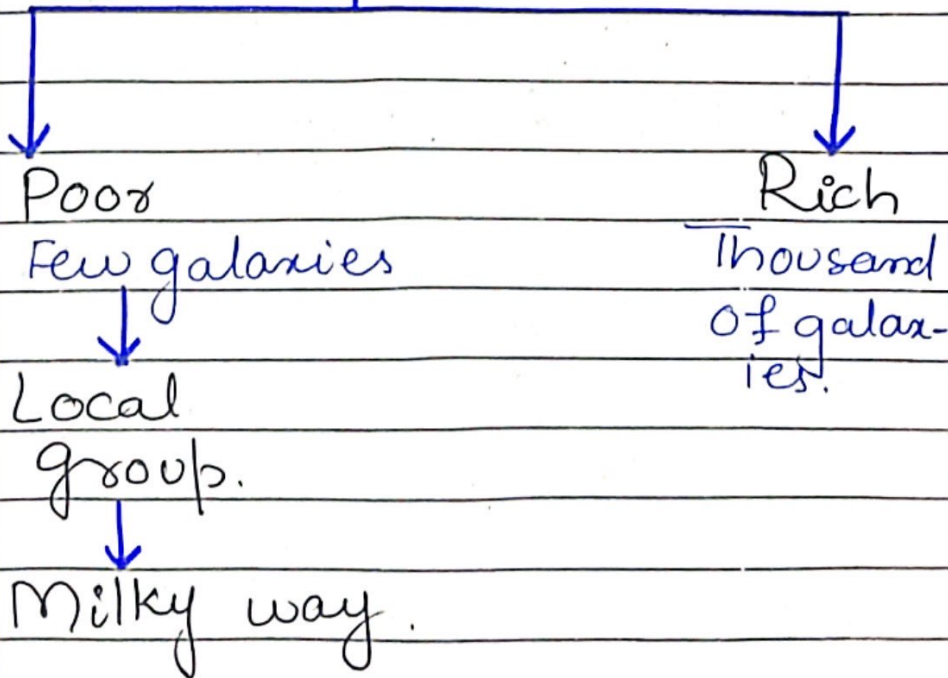 Poor
Few galaxies
Local
group.
Milky way.
Rich
Thousand
of galax-
ies.